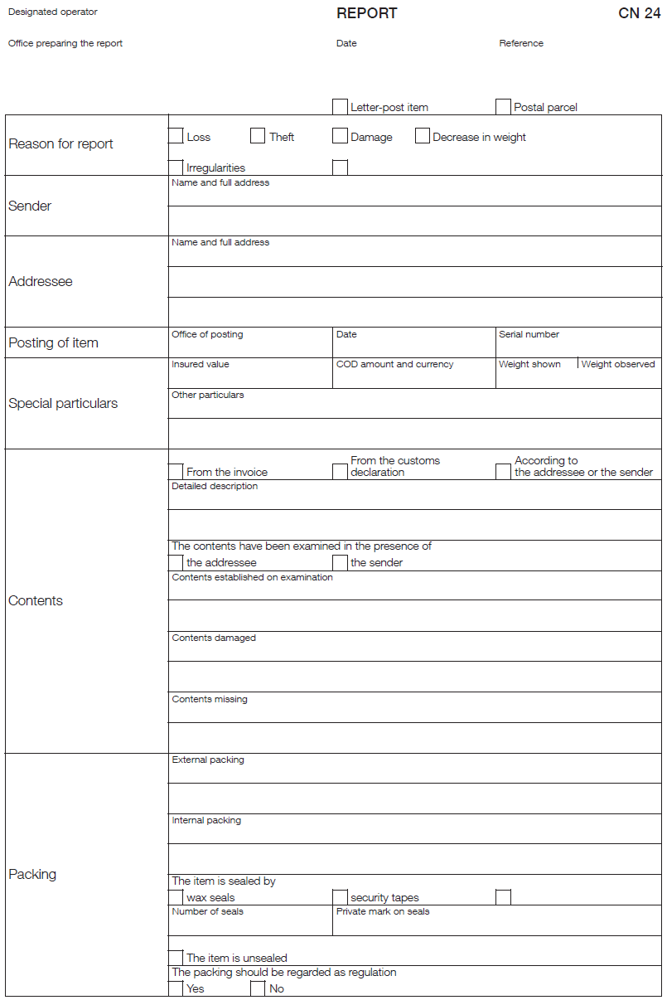 Designated operator REPORT CN 24
Office preparing the report Date Reference
Letter-post item Postal parcel
Reason for report
Loss Theft Damage Decrease in weight
Irregularities
Sender
Name and full address
Addressee
Name and full address
Posting of item
Office of posting Date Serial number
Special particulars
Insured value COD amount and currency Weight shown Weight observed
Other particulars
Contents
From the invoice
From the customs
declaration
According to
the addressee or the sender
Detailed description
The contents have been examined in the presence of
the addressee the sender
Contents established on examination
Contents damaged
Contents missing
Packing
External packing
Internal packing
The item is sealed by
wax seals security tapes
Number of seals Private mark on seals
The item is unsealed
The packing should be regarded as regulation
Yes No